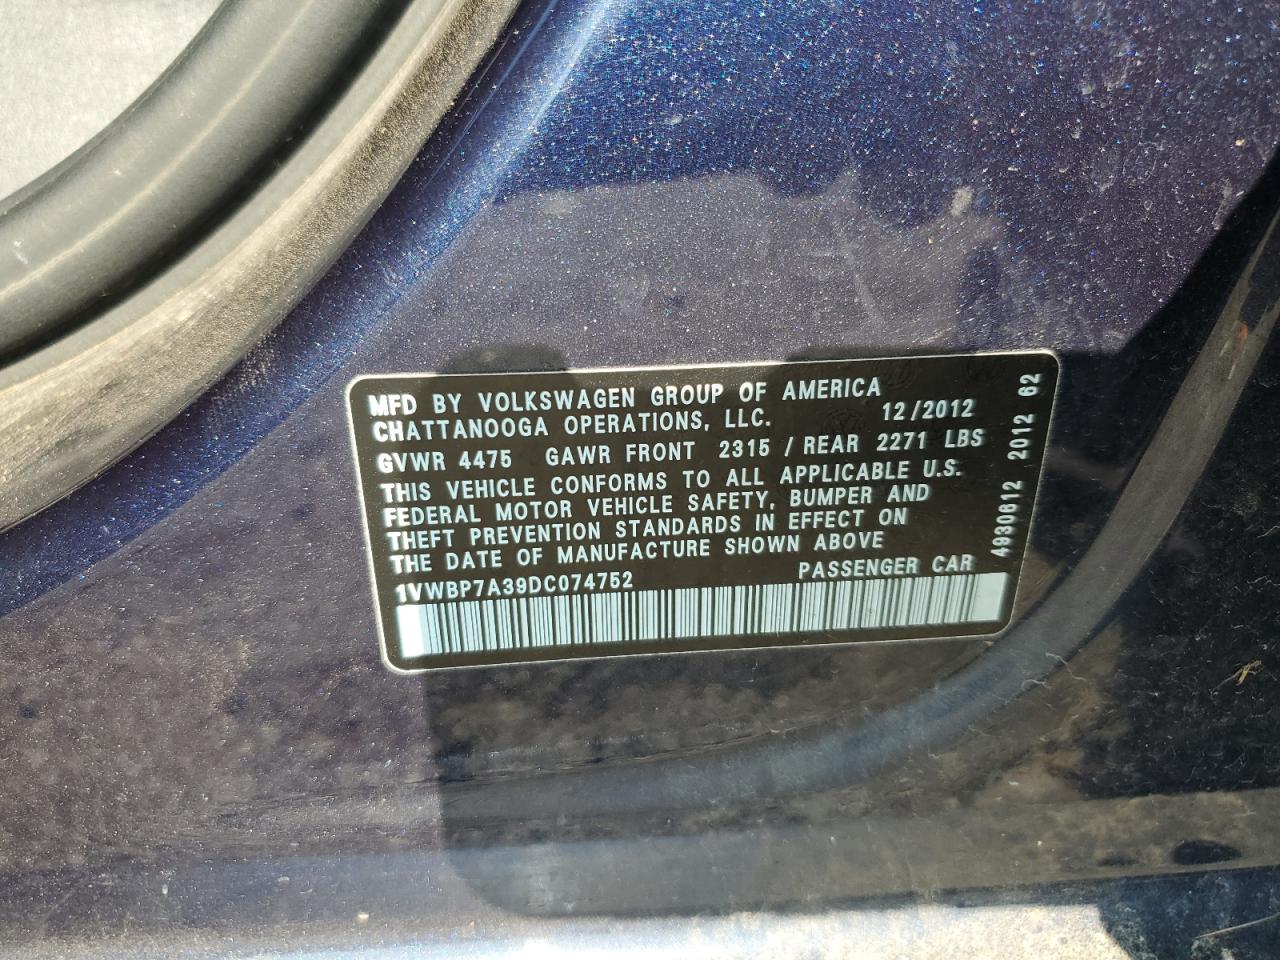 MFD BY VOLKSWAGEN GROUP OF AMERICA
CHATTANOOGA OPERATIONS, LLC. 12/2012
GVWR 4475 GAWR FRONT 2315 / REAR 2271 LBS
THIS VEHICLE CONFORMS TO ALL APPLICABLE U.S.
FEDERAL MOTOR VEHICLE SAFETY, BUMPER AND
THEFT PREVENTION STANDARDS IN EFFECT ON
THE DATE OF MANUFACTURE SHOWN ABOVE
1VWBP7A39DC074752 PASSENGER CAR
4930612 2012 62